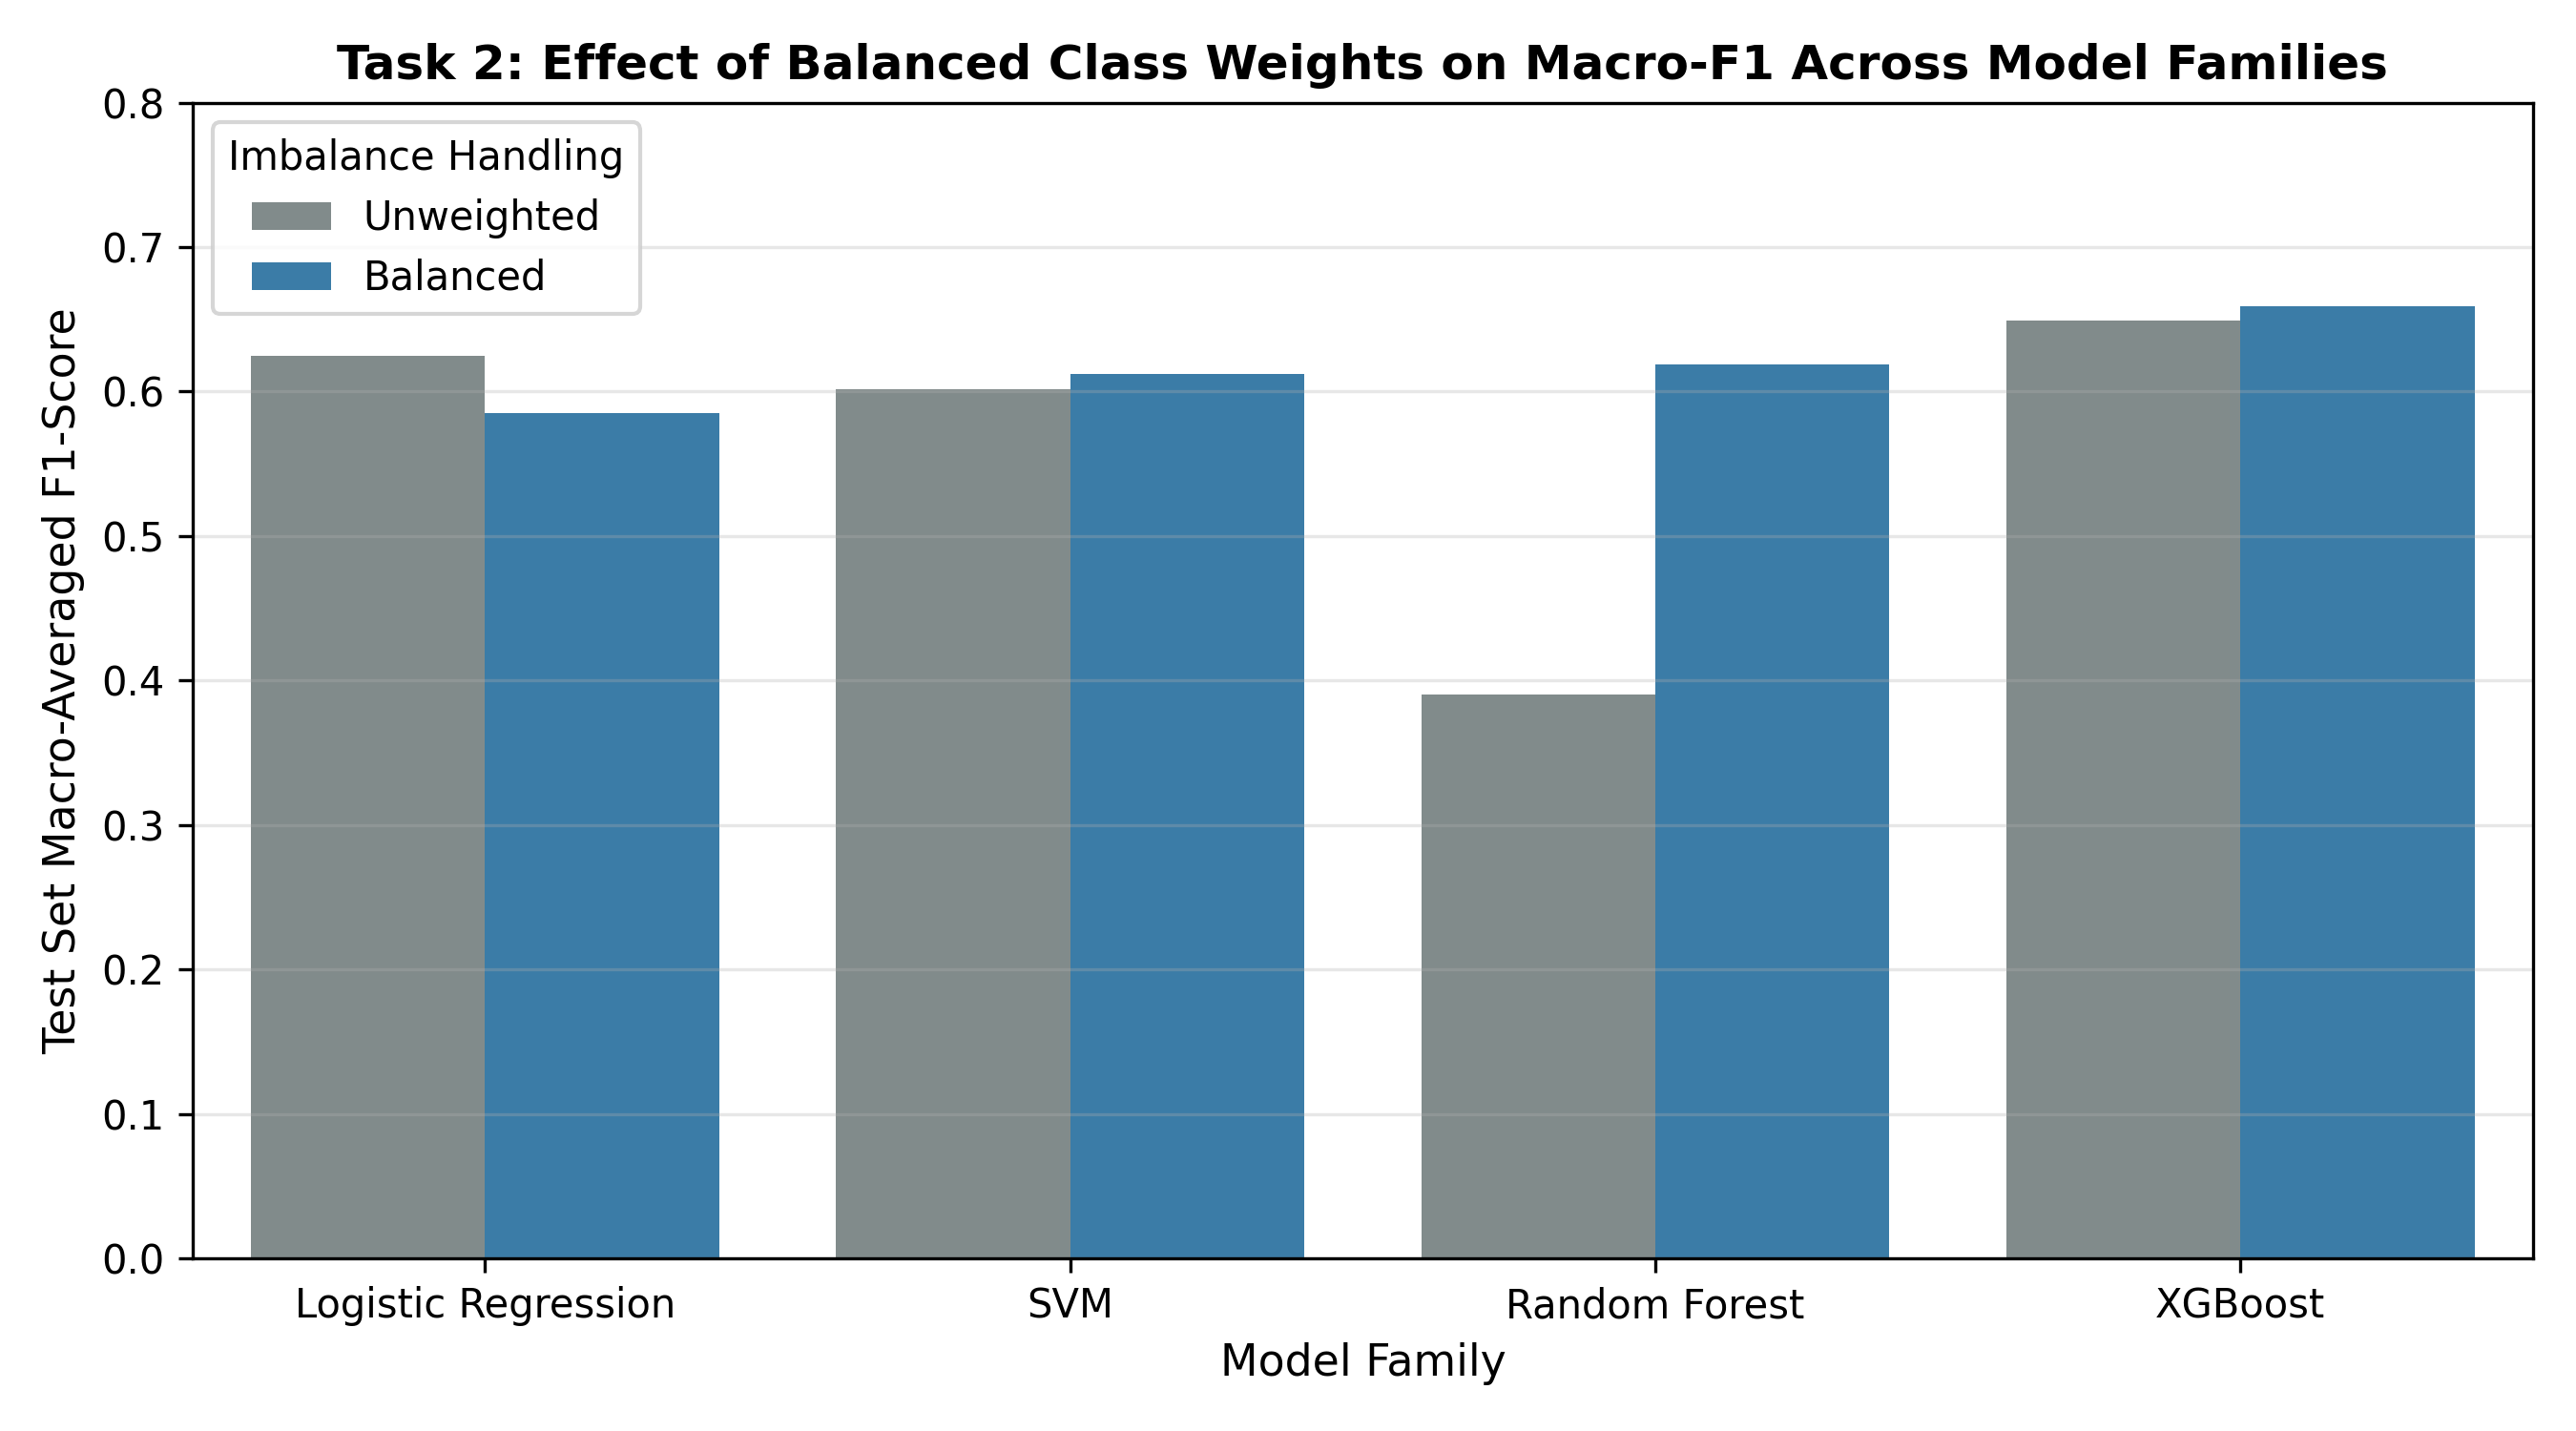 Task 2: Effect of Balanced Class Weights on Macro-F1 Across Model Families
Imbalance Handling
Unweighted
Balanced
Test Set Macro-Averaged F1-Score
0.8
0.7
0.6
0.5
0.4
0.3
0.2
0.1
0.0
Logistic Regression
SVM
Random Forest
XGBoost
Model Family